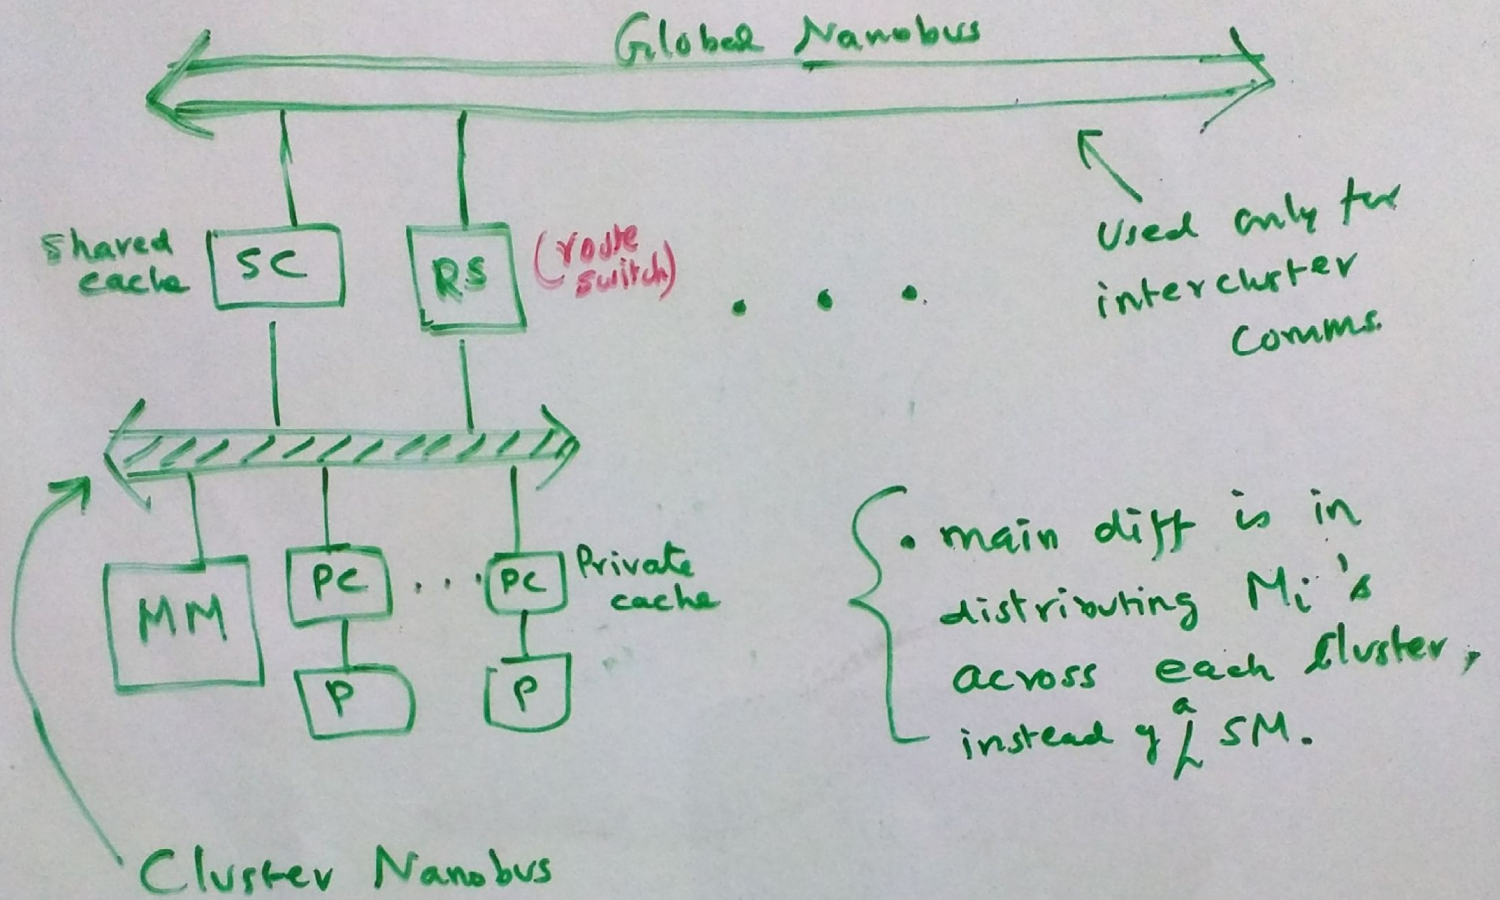 Global Nanobus
Shared
cache
SC
RS
(route
switch)
. . .
Used only for
intercluster
Comms.
MM
PC
. . .
PC
Private
cache
P
P
• main diff is in
distributing Mi's
across each cluster,
instead of a SM.
Cluster Nanobus